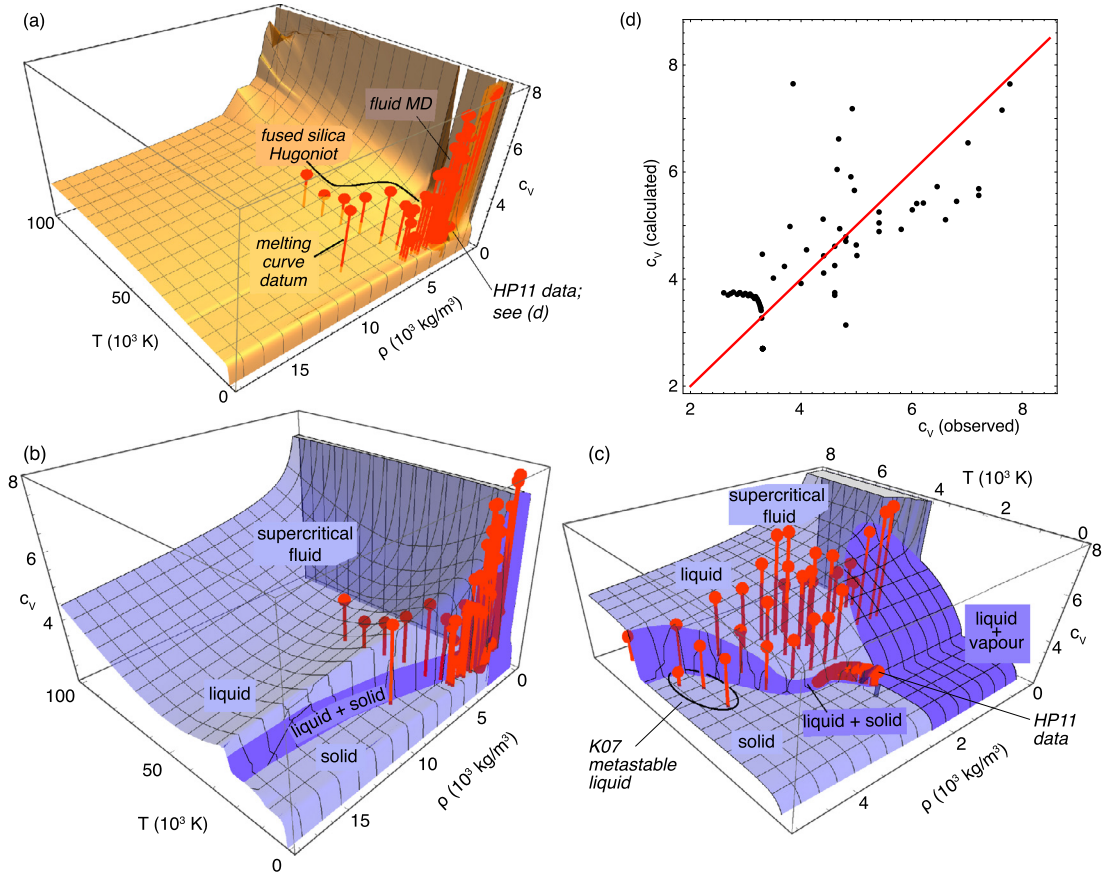 (a)
fluid MD
fused silica
Hugoniot
melting
curve
datum
HP11 data;
see (d)
8
6
c_V
4
0
5
10
15
ρ (10³ kg/m³)
100
50
0
T (10³ K)
(d)
8
6
4
2
c_V (calculated)
2
4
6
8
c_V (observed)
(b)
8
6
c_V
4
100
50
0
T (10³ K)
supercritical
fluid
liquid
liquid + solid
solid
0
5
10
15
ρ (10³ kg/m³)
(c)
8
6
4
2
0
T (10³ K)
8
6
c_V
4
0
2
4
ρ (10³ kg/m³)
supercritical
fluid
liquid
liquid
+
vapour
liquid + solid
solid
HP11
data
K07
metastable
liquid